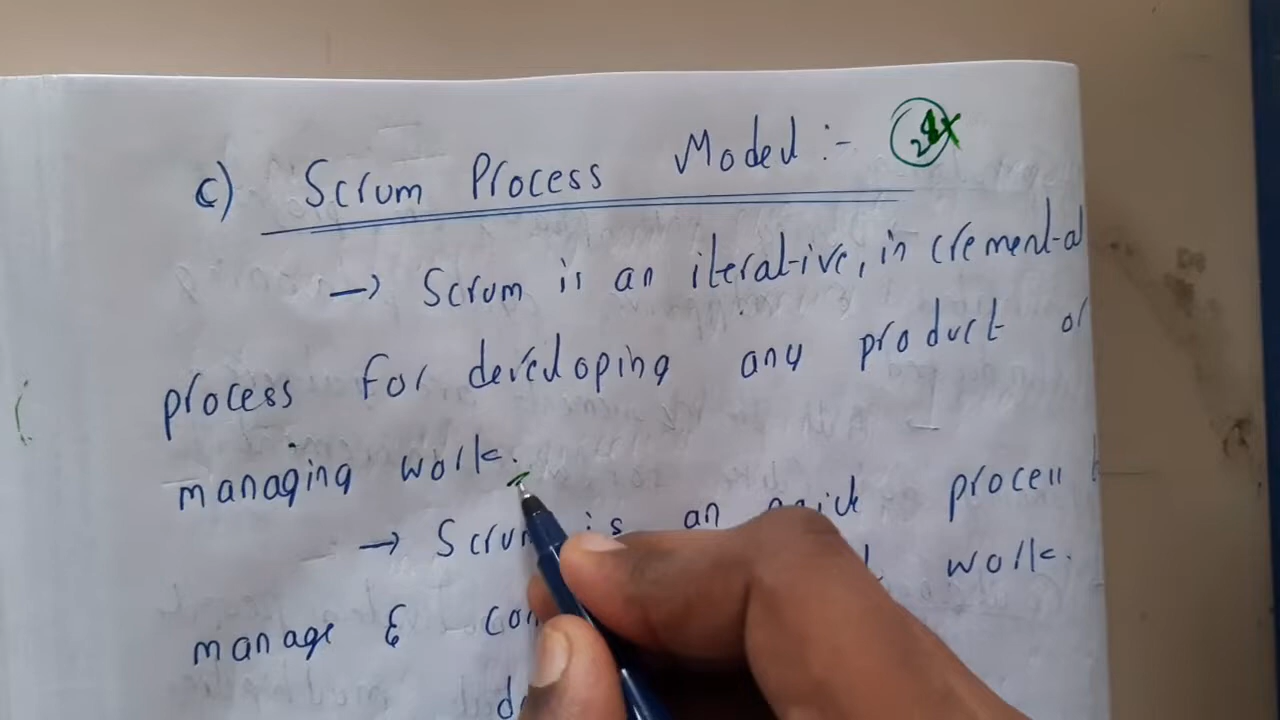 c) Scrum Process Model :-
→ Scrum is an iterative, incremental
process for developing any product or
managing work.
→ Scrum is an process
manage & work.